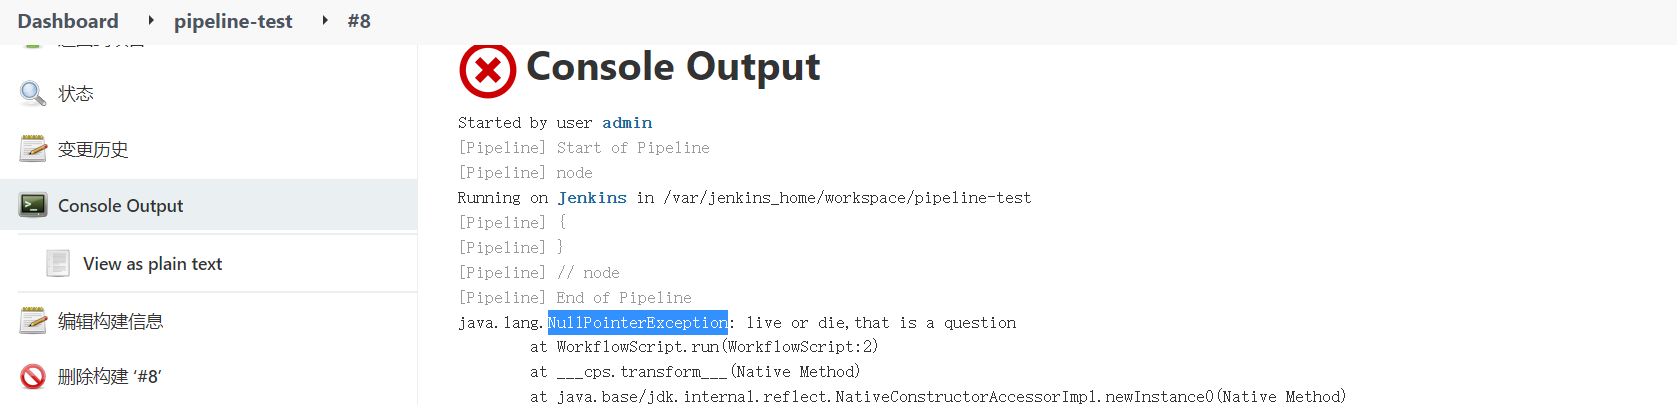 Dashboard ▸ pipeline-test ▸ #8
状态
变更历史
Console Output
View as plain text
编辑构建信息
删除构建 ‘#8’
Console Output
Started by user admin
[Pipeline] Start of Pipeline
[Pipeline] node
Running on Jenkins in /var/jenkins_home/workspace/pipeline-test
[Pipeline] {
[Pipeline] }
[Pipeline] // node
[Pipeline] End of Pipeline
java.lang.NullPointerException: live or die,that is a question
at WorkflowScript.run(WorkflowScript:2)
at ___cps.transform___(Native Method)
at java.base/jdk.internal.reflect.NativeConstructorAccessorImpl.newInstance0(Native Method)